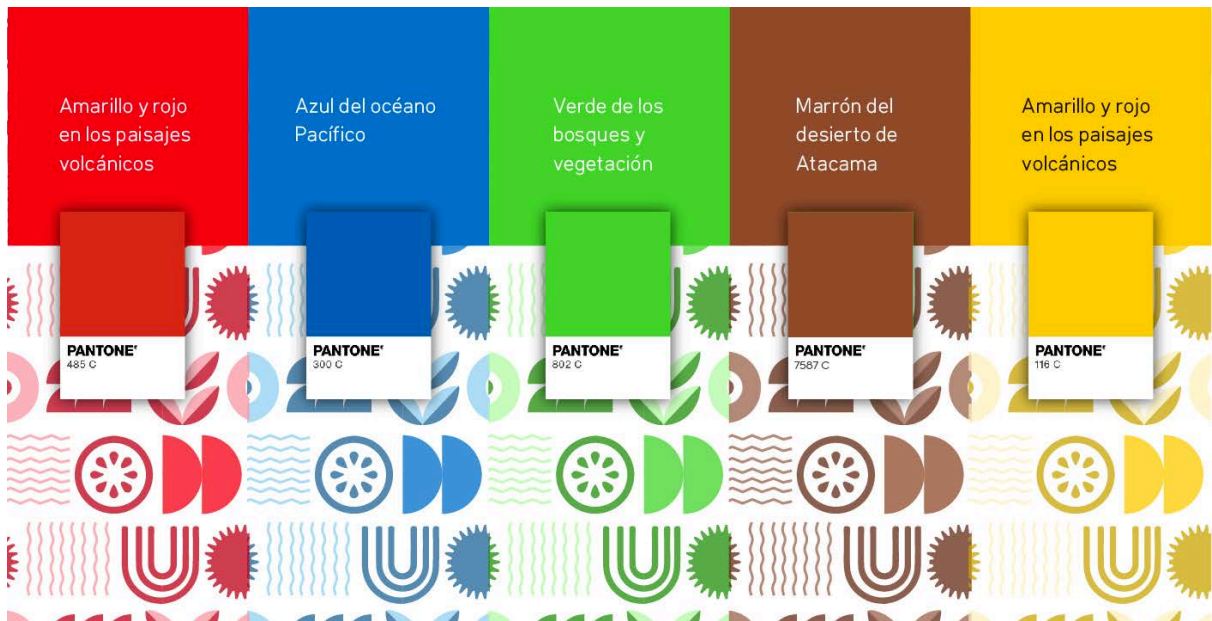 Amarillo y rojo
en los paisajes
volcánicos
PANTONE®
485 C
Azul del océano
Pacífico
PANTONE®
300 C
Verde de los
bosques y
vegetación
PANTONE®
802 C
Marrón del
desierto de
Atacama
PANTONE®
7587 C
Amarillo y rojo
en los paisajes
volcánicos
PANTONE®
116 C